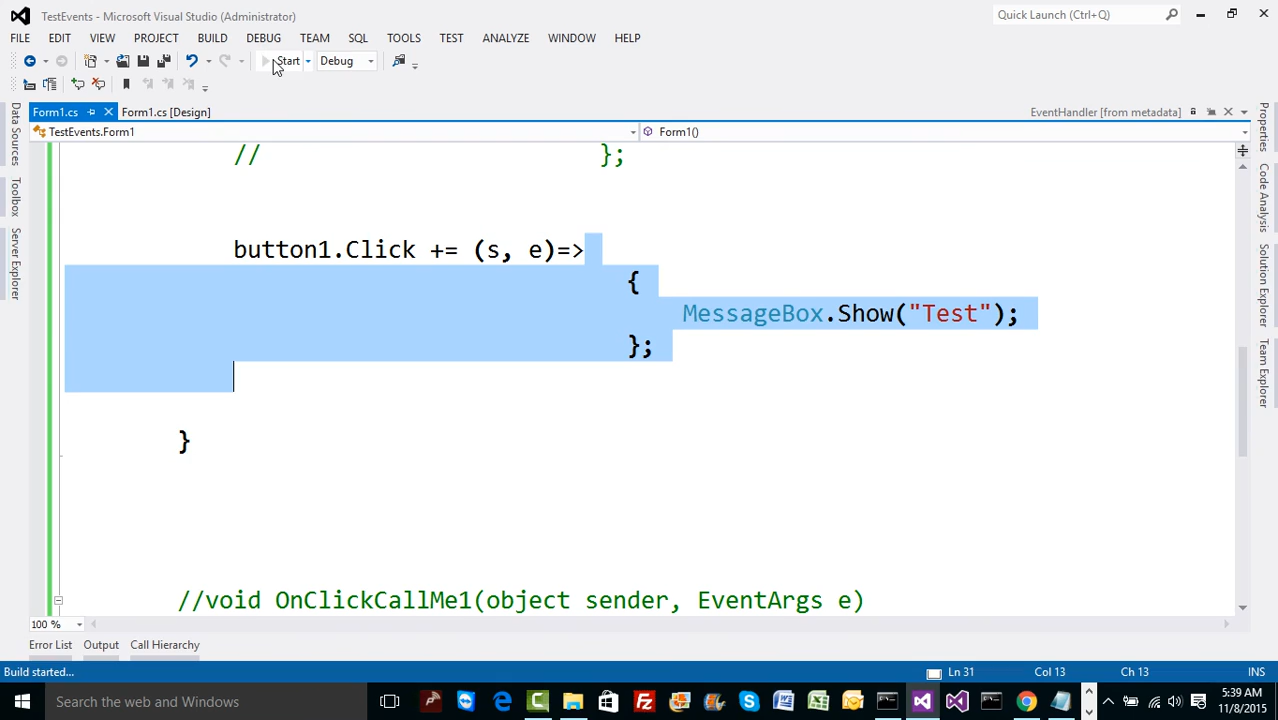 TestEvents - Microsoft Visual Studio (Administrator)
Quick Launch (Ctrl+Q)
FILE EDIT VIEW PROJECT BUILD DEBUG TEAM SQL TOOLS TEST ANALYZE WINDOW HELP
Start Debug
Form1.cs Form1.cs [Design] EventHandler [from metadata]
TestEvents.Form1 Form1()
Data Sources
Toolbox
Server Explorer
// };
button1.Click += (s, e)=>
{
MessageBox.Show("Test");
};
}
//void OnClickCallMe1(object sender, EventArgs e)
Properties
Code Analysis
Solution Explorer
Team Explorer
100 %
Error List Output Call Hierarchy
Build started... Ln 31 Col 13 Ch 13 INS
Search the web and Windows
5:39 AM
11/8/2015